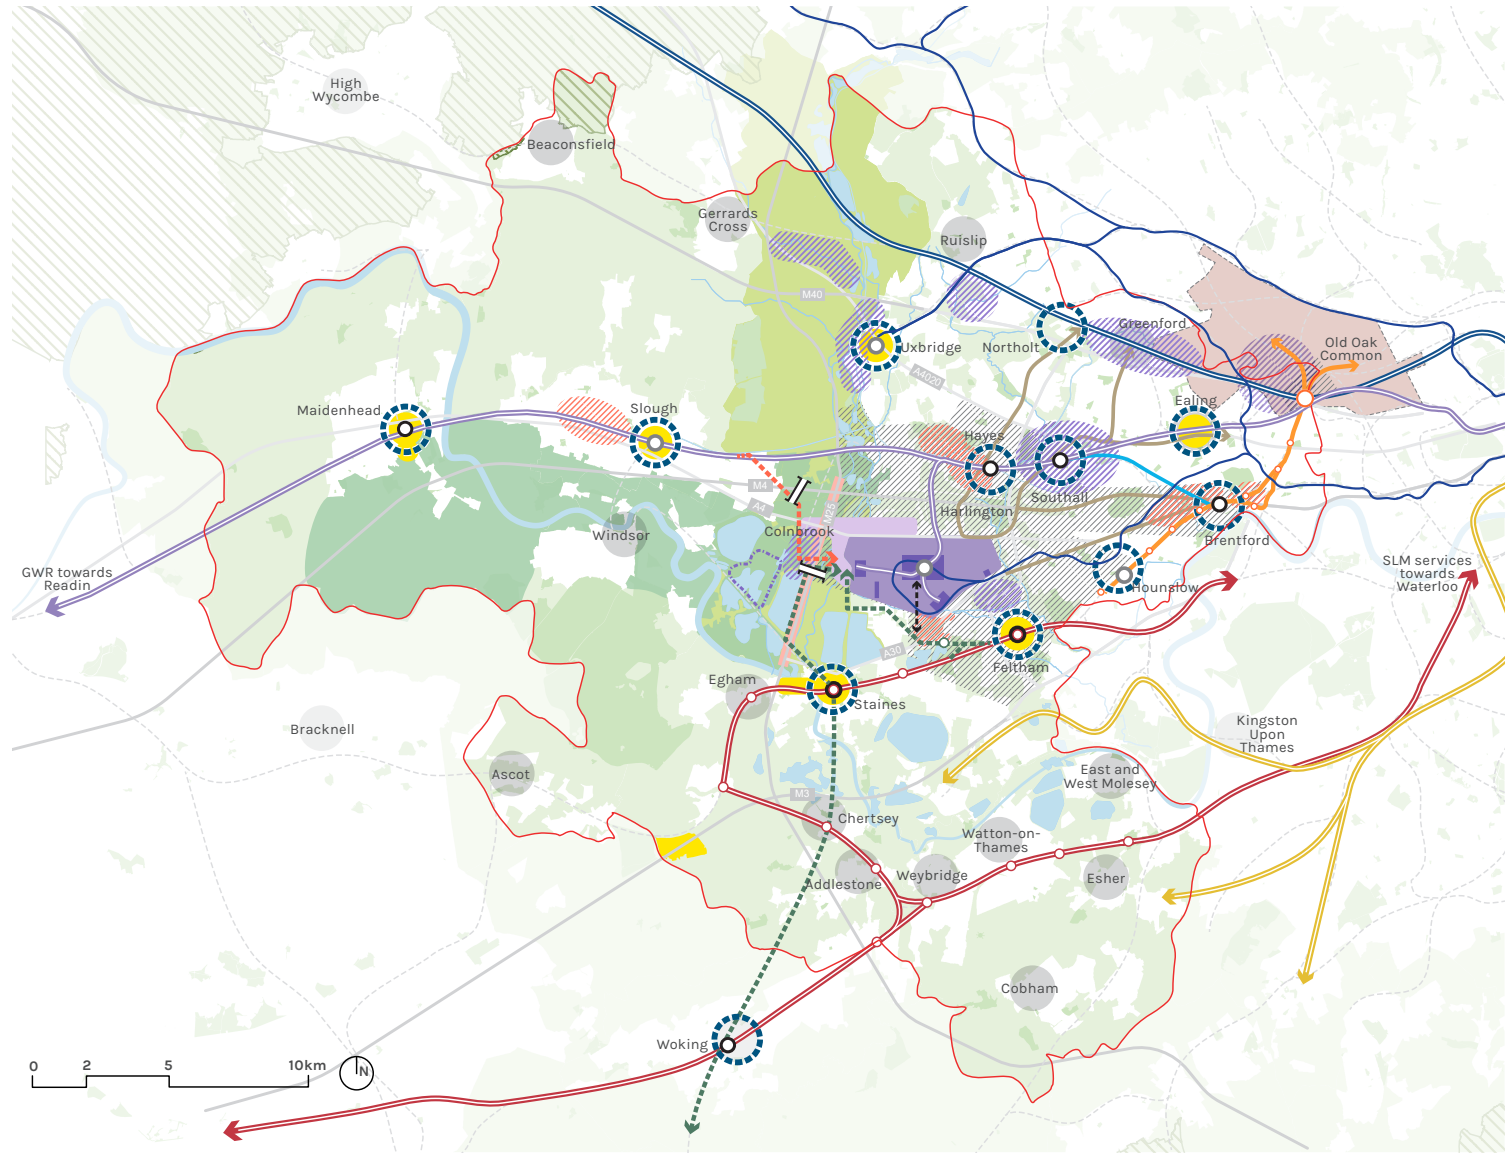 High
Wycombe
Beaconsfield
Gerrards
Cross
Ruislip
M40
Greenford
Uxbridge
Northolt
Old Oak
Common
A4020
Maidenhead
Slough
Ealing
Hayes
M4
Southall
A4
M25
Harlington
Colnbrook
Windsor
Brentford
GWR towards
Readin
SLM services
towards
Waterloo
Hounslow
A30
Feltham
Egham
Staines
Bracknell
Kingston
Upon
Thames
Ascot
East and
West Molesey
M3
Chertsey
Watton-on-
Thames
Addlestone
Weybridge
Esher
Cobham
Woking
0 2 5 10km
N